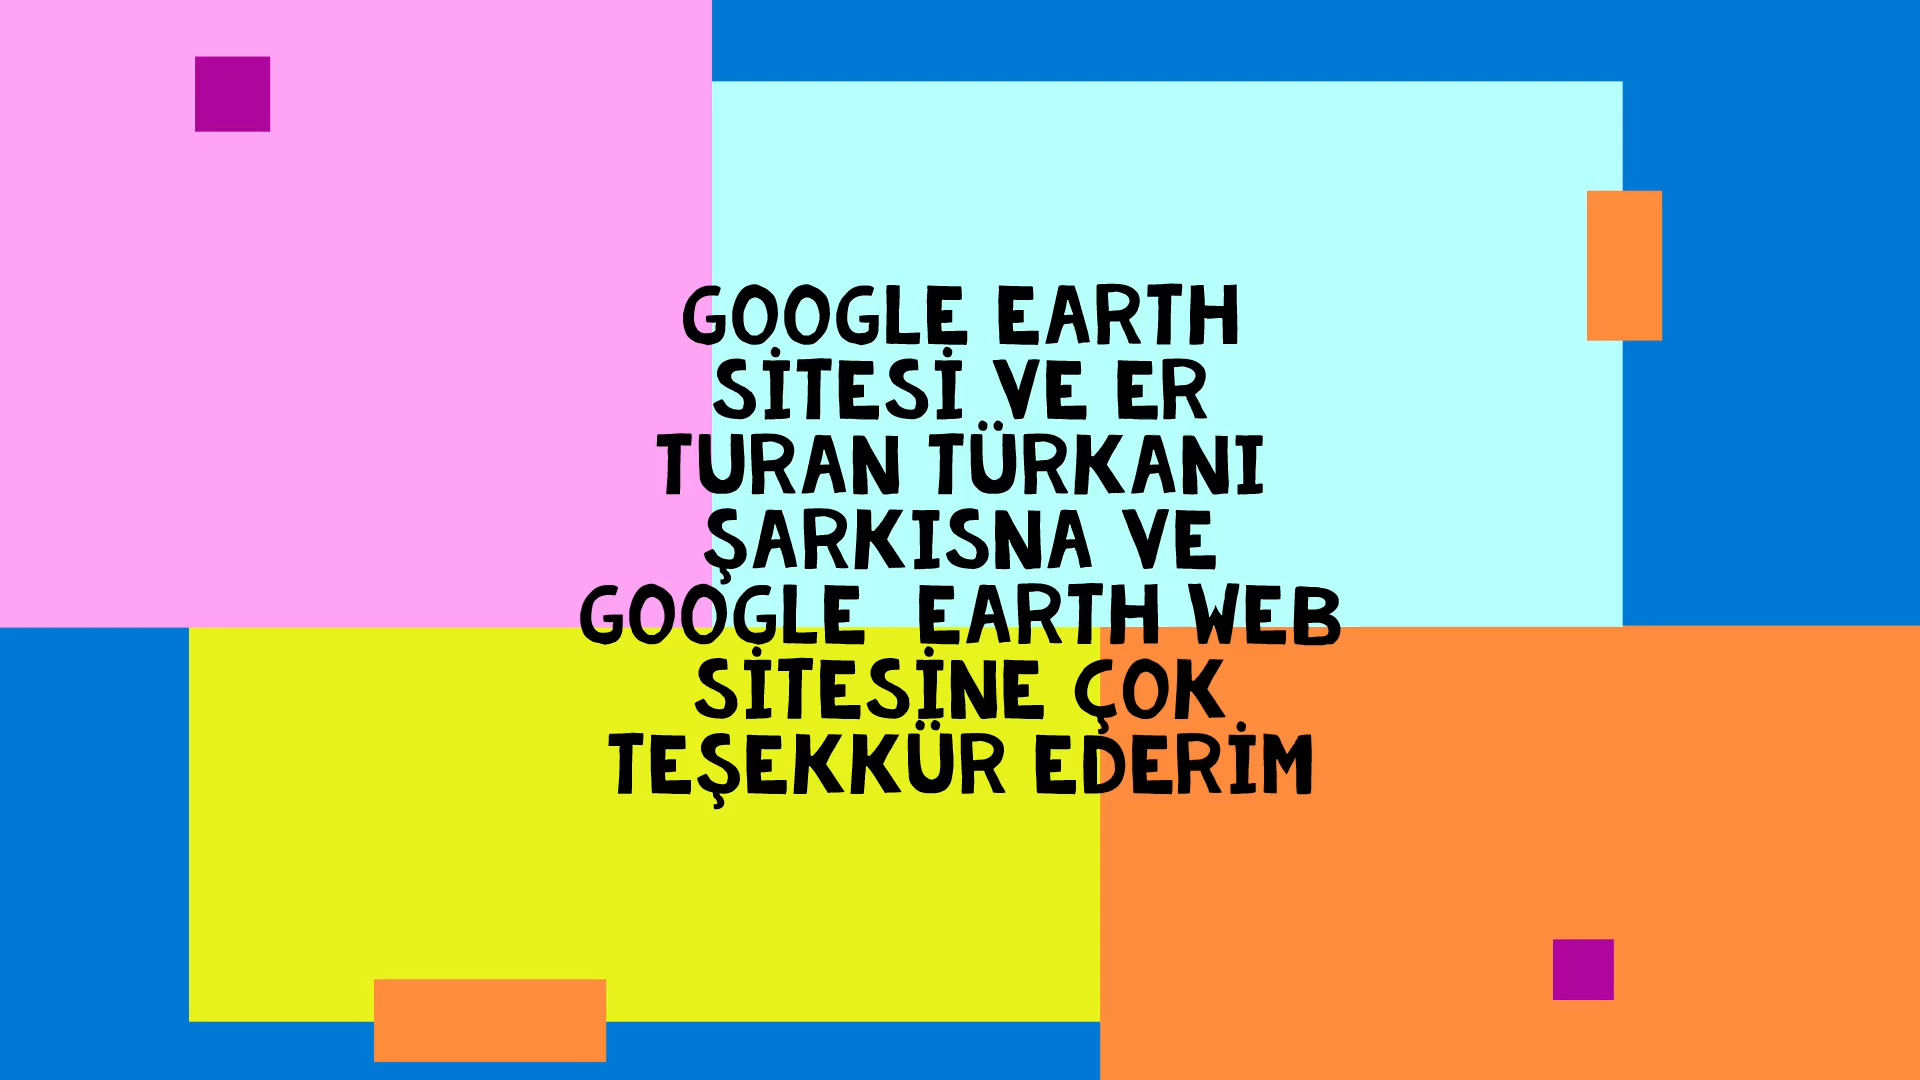 GOOGLE EARTH
SİTESİ VE ER
TURAN TÜRKANI
ŞARKISNA VE
GOOGLE  EARTH WEB
SİTESİNE ÇOK
TEŞEKKÜR EDERİM